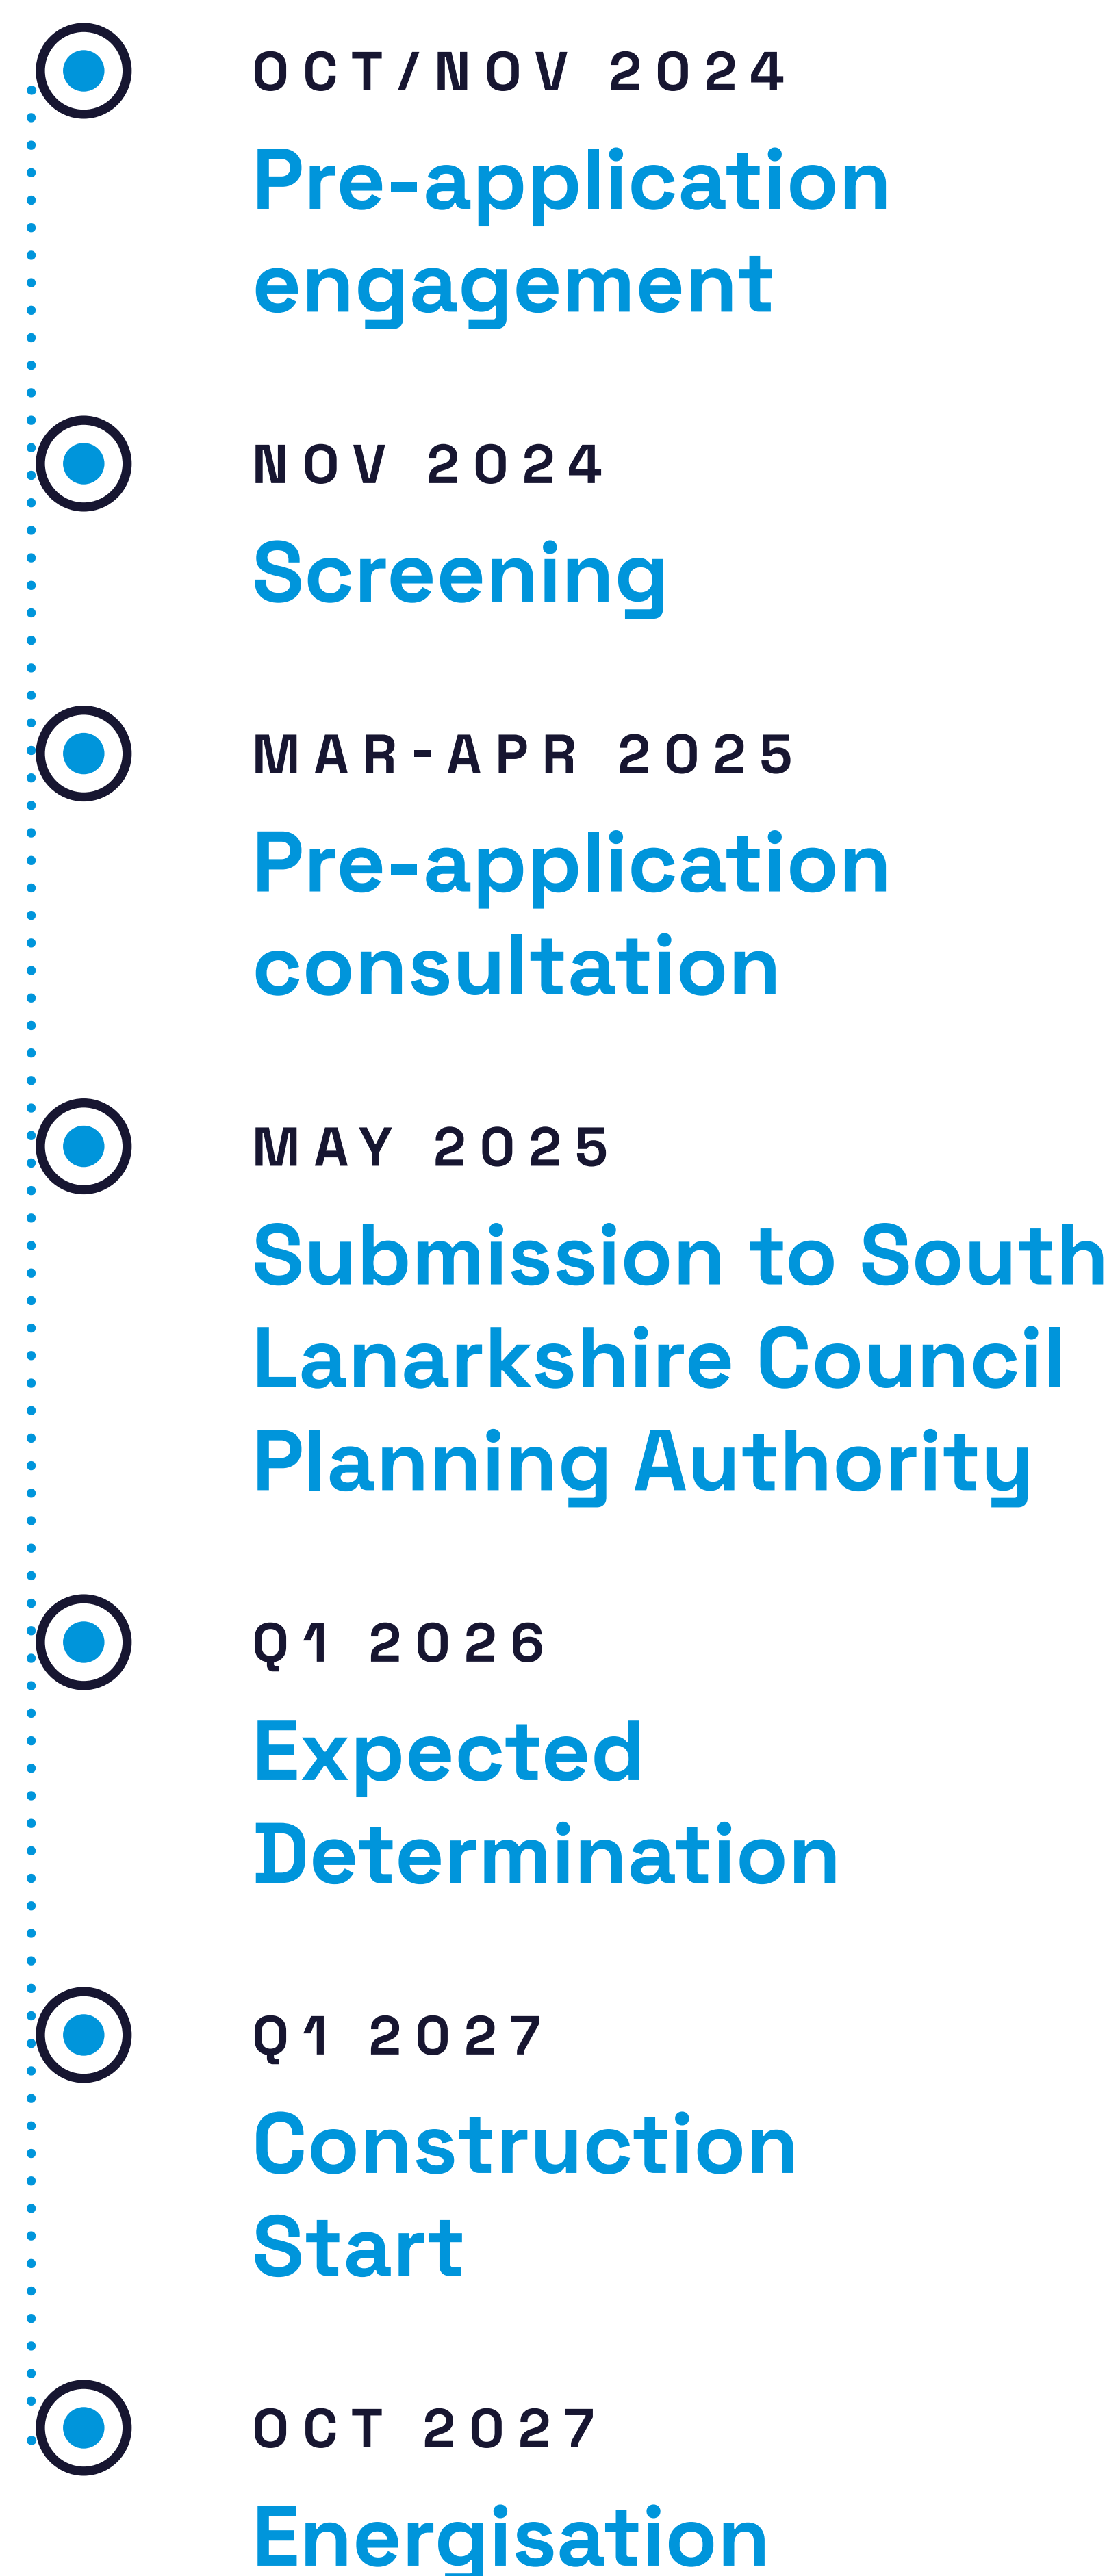 OCT/NOV 2024
Pre-application
engagement
NOV 2024
Screening
MAR-APR 2025
Pre-application
consultation
MAY 2025
Submission to South
Lanarkshire Council
Planning Authority
Q1 2026
Expected
Determination
Q1 2027
Construction
Start
OCT 2027
Energisation